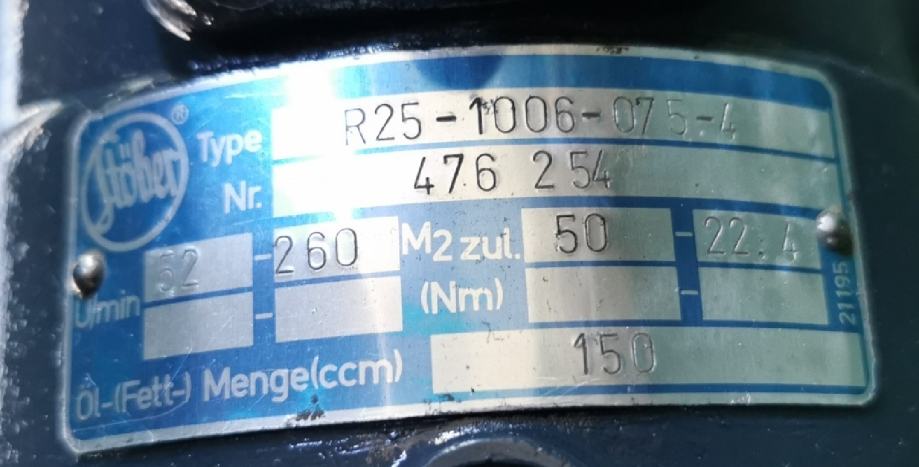 Stöber ®
Type R25-1006-075-4
Nr. 476 254
U/min 52 - 260 M2 zul. 50 - 22.4
- (Nm) -
Öl-(Fett-) Menge(ccm) 150
21195